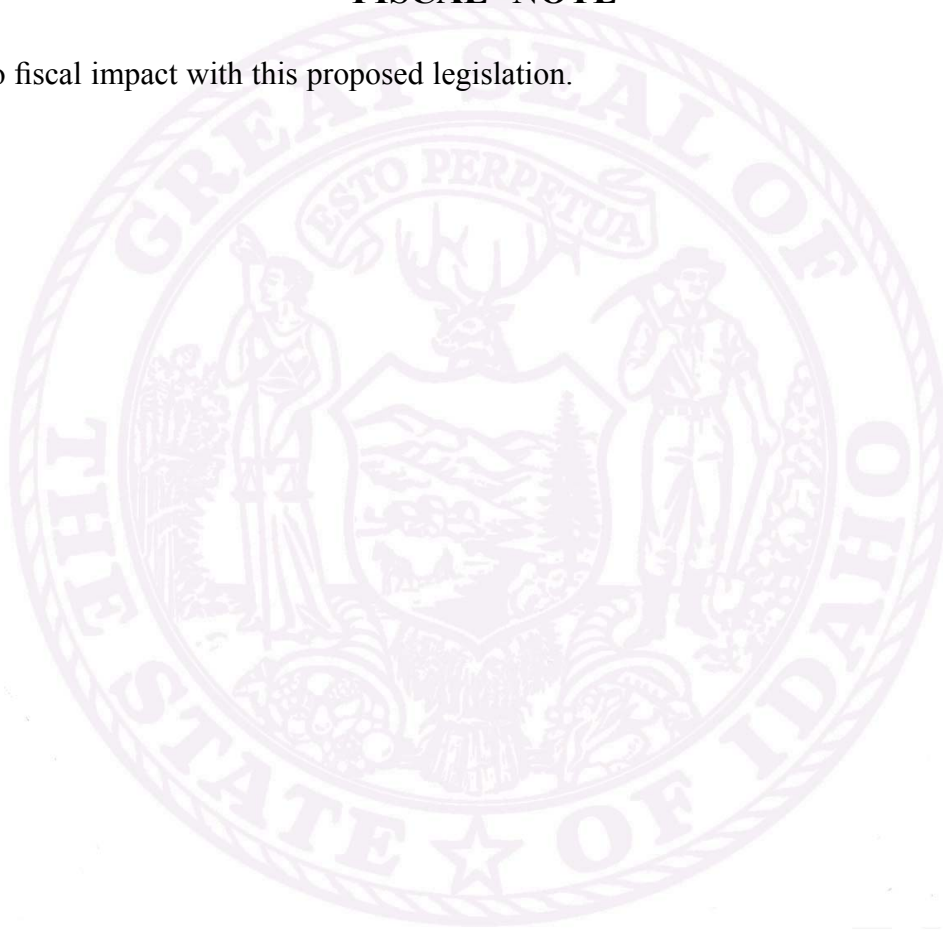 FISCAL NOTE
fiscal impact with this proposed legislation.
GREAT SEAL OF
ESTO PERPETUA
THE STATE OF IDAHO